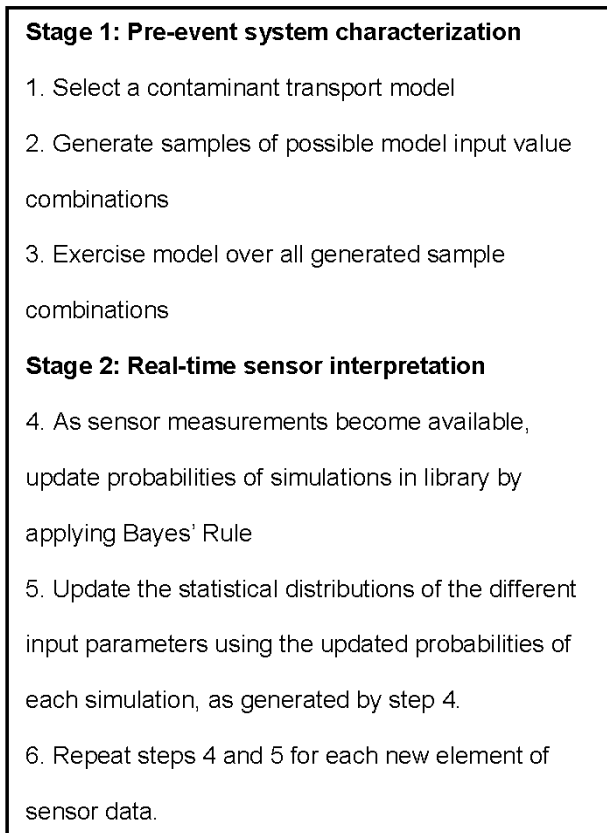 Stage 1: Pre-event system characterization
1. Select a contaminant transport model
2. Generate samples of possible model input value
combinations
3. Exercise model over all generated sample
combinations
Stage 2: Real-time sensor interpretation
4. As sensor measurements become available,
update probabilities of simulations in library by
applying Bayes’ Rule
5. Update the statistical distributions of the different
input parameters using the updated probabilities of
each simulation, as generated by step 4.
6. Repeat steps 4 and 5 for each new element of
sensor data.